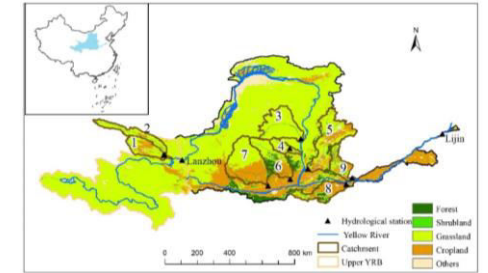 N
3
2
5
1
Lijin
4
Lanzhou
7
6
9
8
Hydrological station
Yellow River
Catchment
Upper YRB
Forest
Shrubland
Grassland
Cropland
Others
0 200 400 800 km